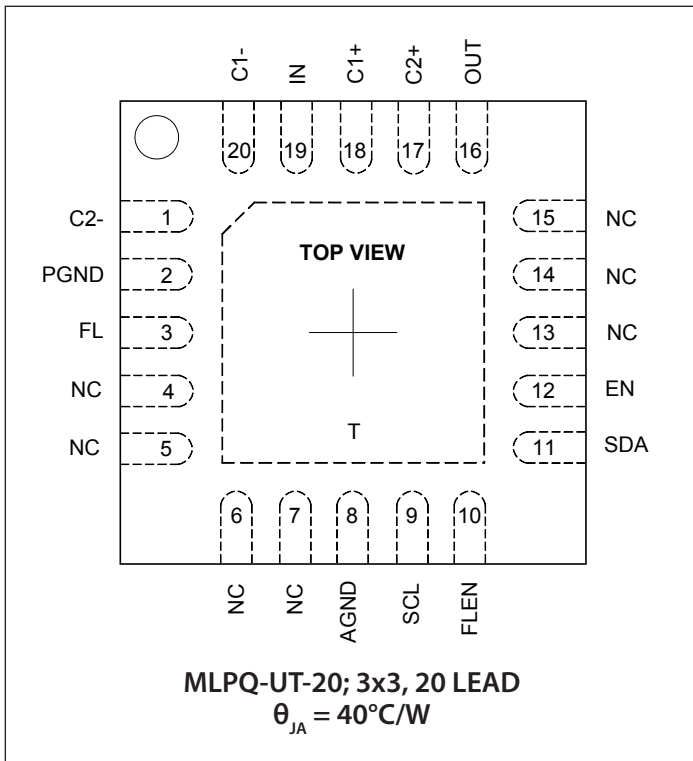 C1-
IN
C1+
C2+
OUT
20
19
18
17
16
C2- 1
PGND 2
FL 3
NC 4
NC 5
TOP VIEW
T
15 NC
14 NC
13 NC
12 EN
11 SDA
6
7
8
9
10
NC
NC
AGND
SCL
FLEN
MLPQ-UT-20; 3x3, 20 LEAD
θJA = 40°C/W